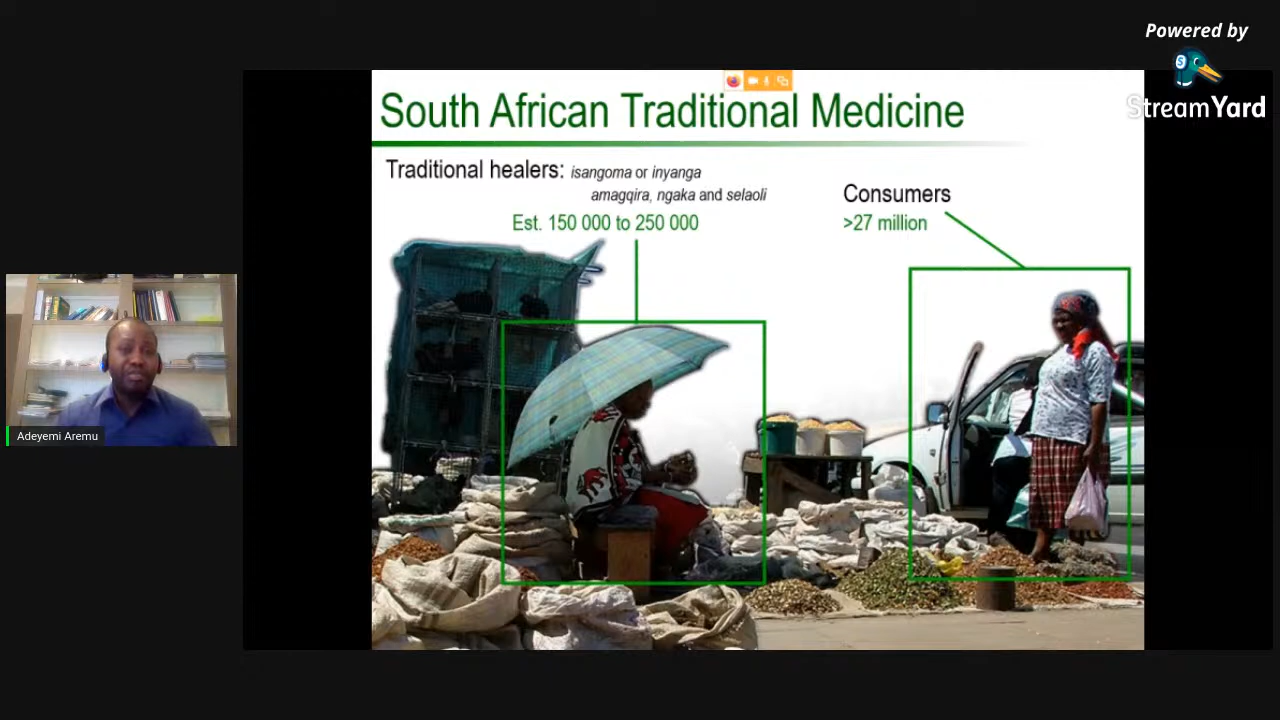 Powered by
StreamYard
South African Traditional Medicine
Traditional healers: isangoma or inyanga
amagqira, ngaka and selaoli
Est. 150 000 to 250 000
Consumers
>27 million
Adeyemi Aremu